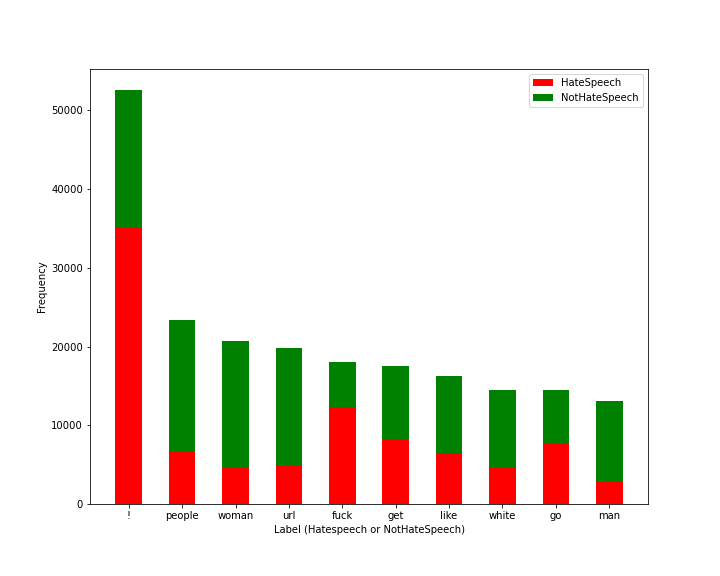 HateSpeech
NotHateSpeech
50000
40000
30000
20000
10000
0
Frequency
! people woman url fuck get like white go man
Label (Hatespeech or NotHateSpeech)